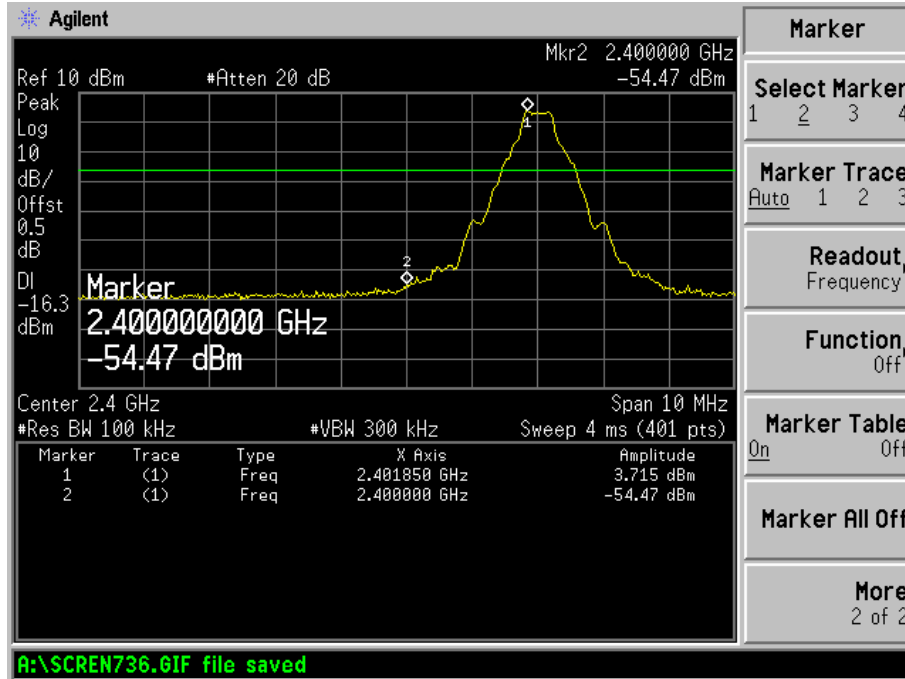 Agilent
Mkr2 2.400000 GHz
Ref 10 dBm #Atten 20 dB -54.47 dBm
Peak
Log
10
dB/
Offst
0.5
dB
DI
-16.3
dBm
1
2
Marker
2.400000000 GHz
-54.47 dBm
Center 2.4 GHz Span 10 MHz
#Res BW 100 kHz #VBW 300 kHz Sweep 4 ms (401 pts)
Marker Trace Type X Axis Amplitude
1 (1) Freq 2.401850 GHz 3.715 dBm
2 (1) Freq 2.400000 GHz -54.47 dBm
A:\SCREN736.GIF file saved
Marker
Select Marker
1 2 3 4
Marker Trace
Auto 1 2 3
Readout
Frequency
Function
Off
Marker Table
On Off
Marker All Off
More
2 of 2